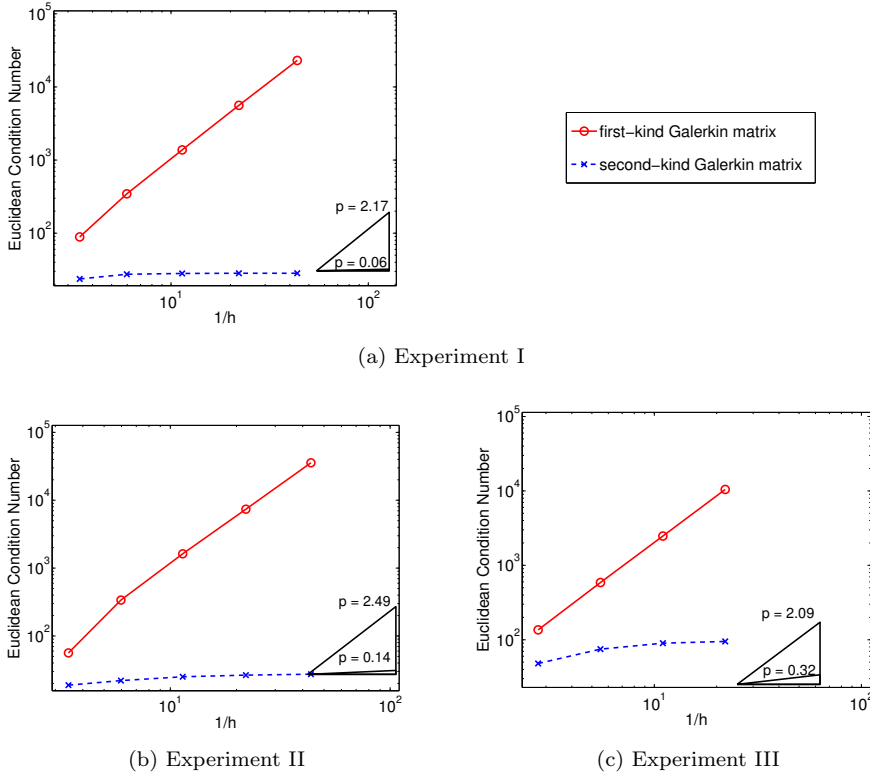 10^5
10^4
10^3
10^2
Euclidean Condition Number
p = 2.17
p = 0.06
10^1
10^2
1/h
first−kind Galerkin matrix
second−kind Galerkin matrix
(a) Experiment I
10^5
10^4
10^3
10^2
Euclidean Condition Number
p = 2.49
p = 0.14
10^1
10^2
1/h
(b) Experiment II
10^5
10^4
10^3
10^2
Euclidean Condition Number
p = 2.09
p = 0.32
10^1
10^2
1/h
(c) Experiment III